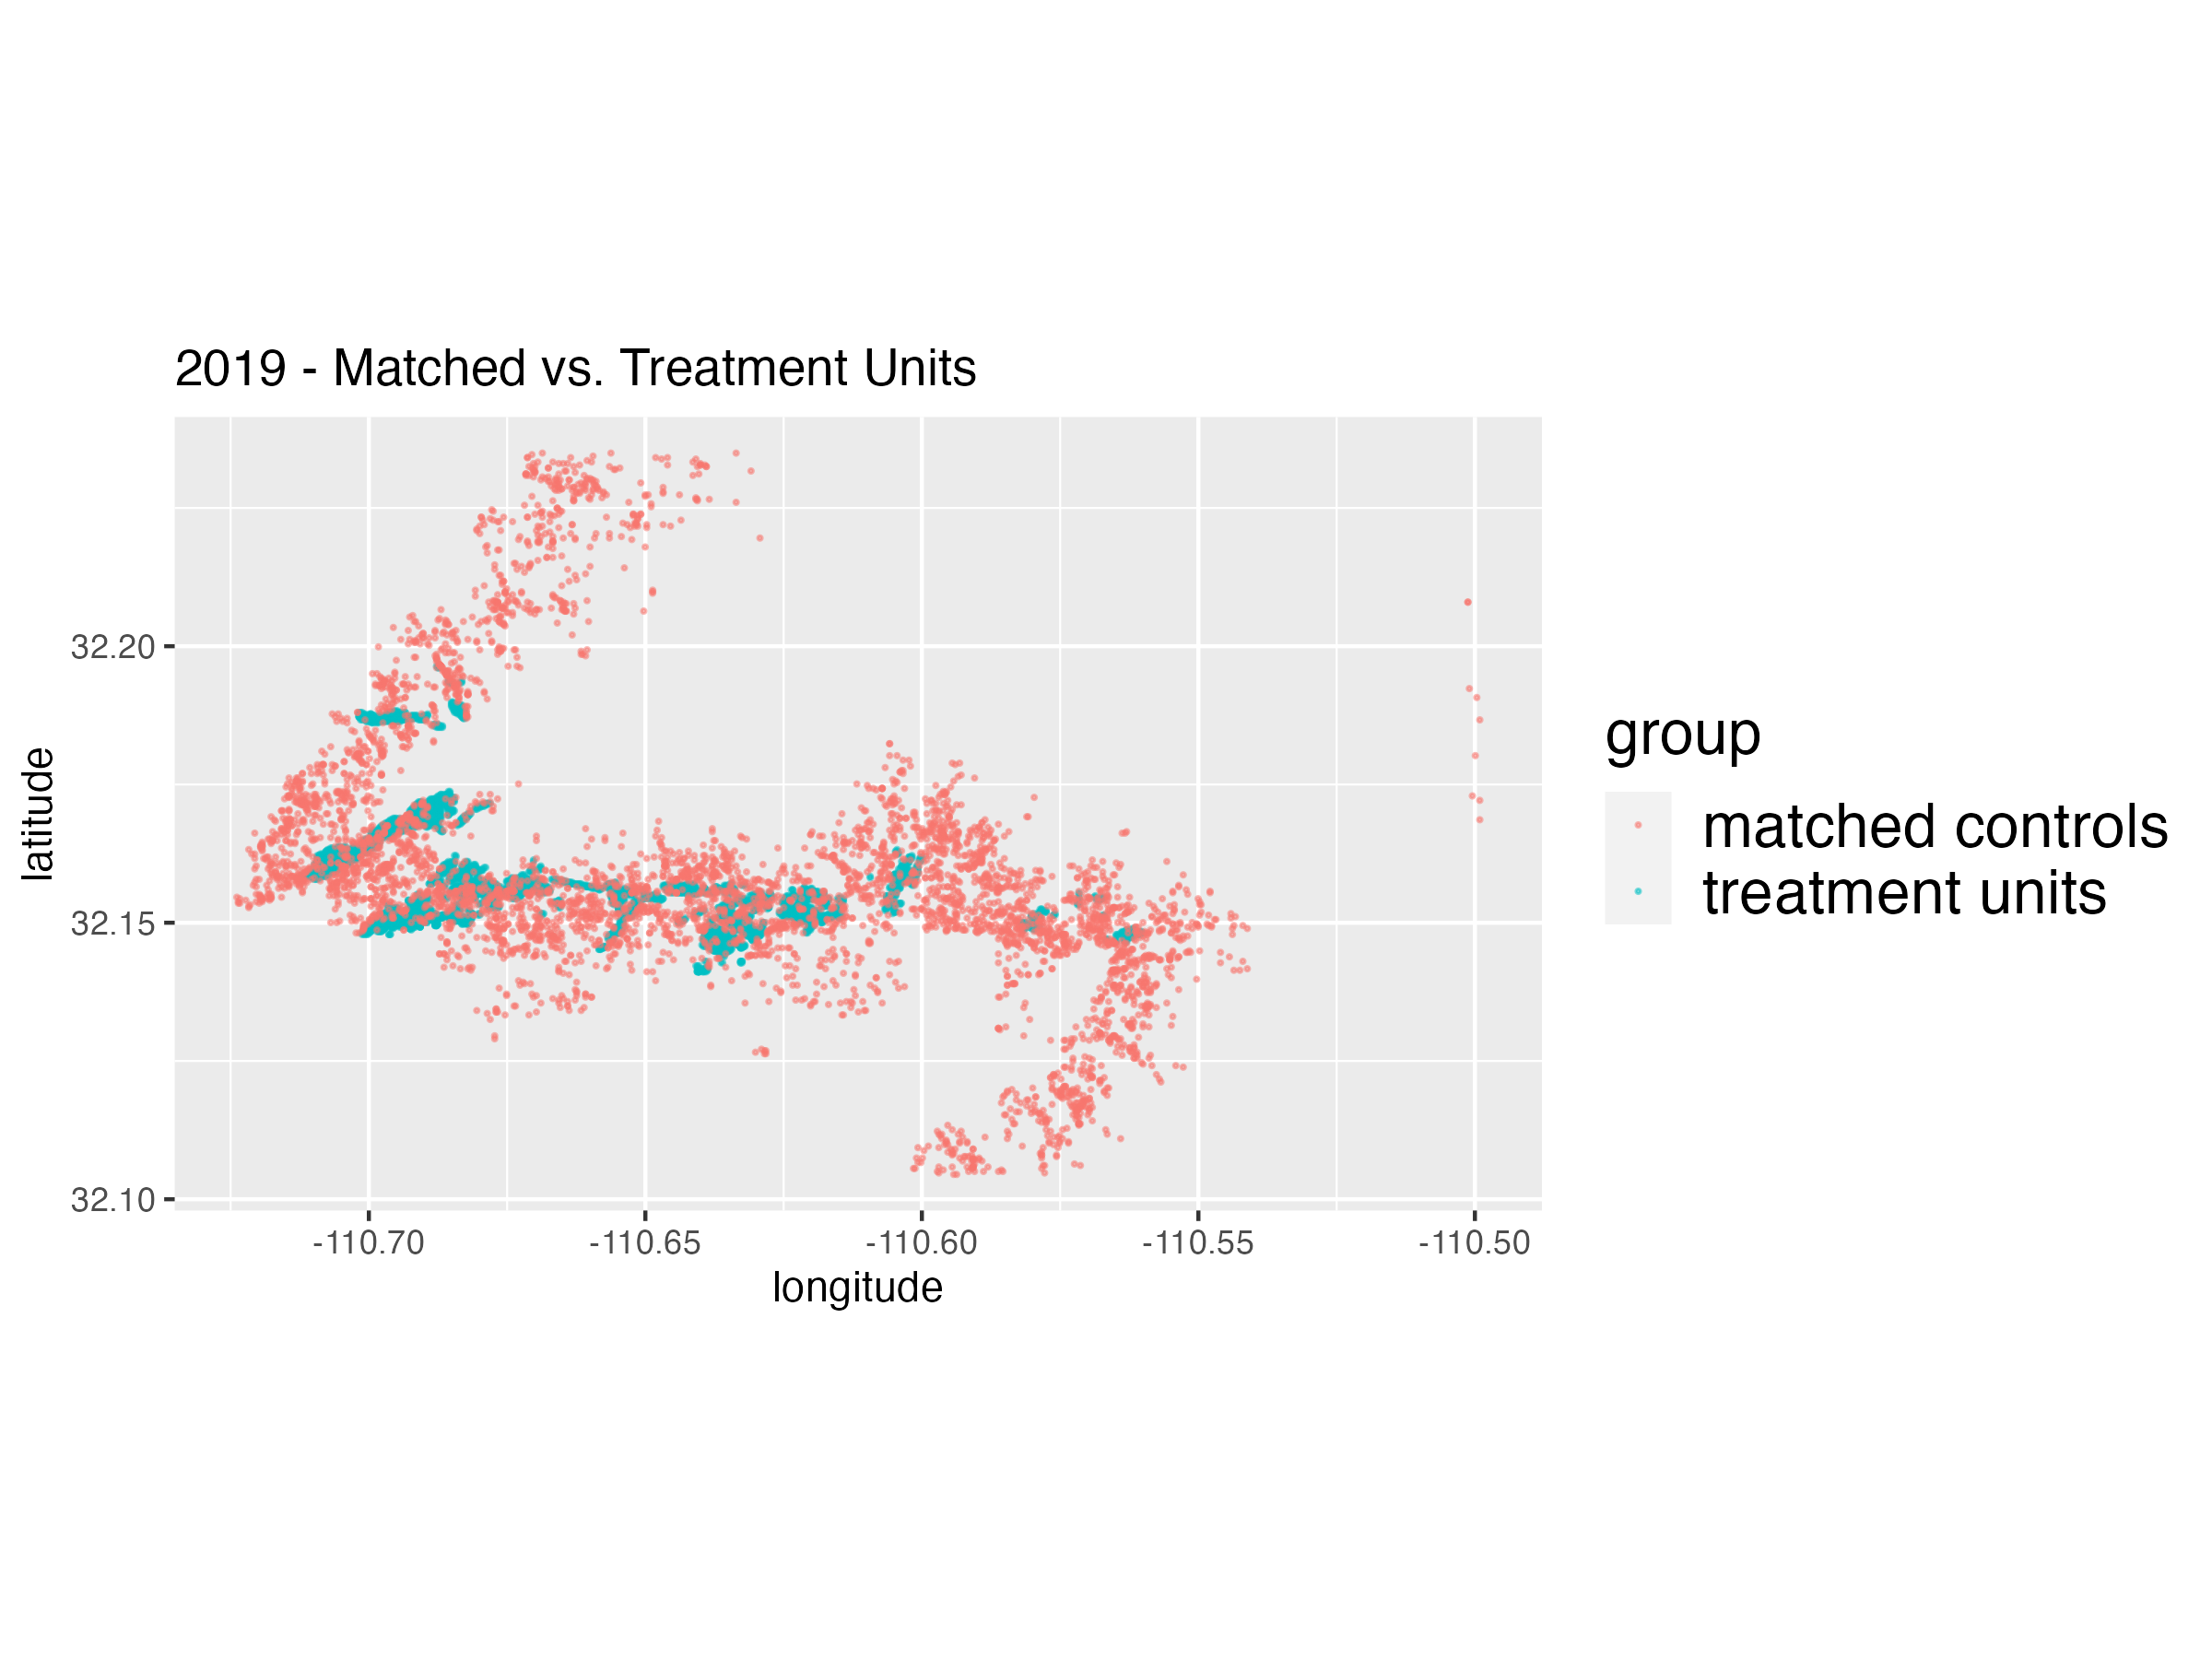 2019 - Matched vs. Treatment Units
32.20
32.15
32.10
latitude
-110.70 -110.65 -110.60 -110.55 -110.50
longitude
group
matched controls
treatment units